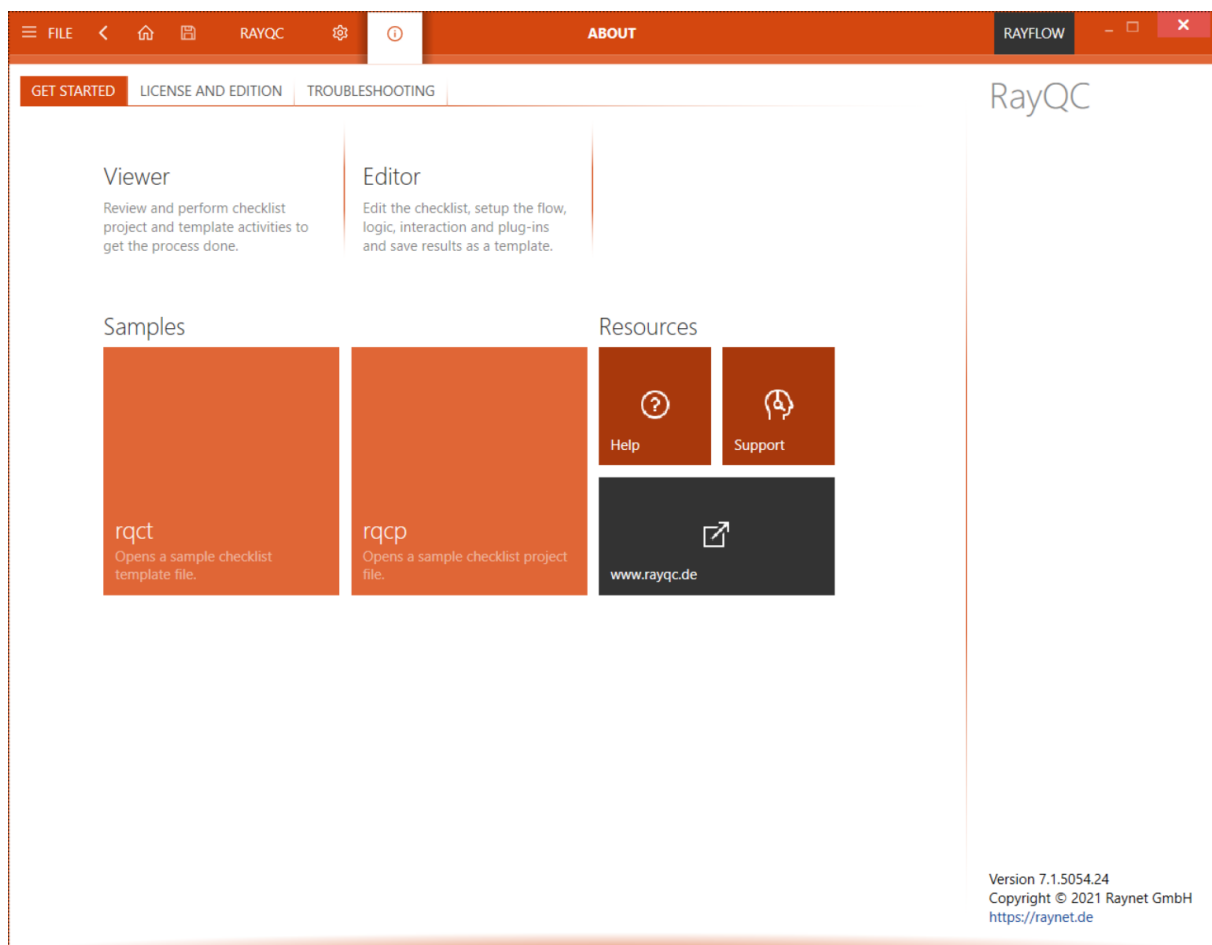 FILE
RAYQC
ABOUT
RAYFLOW
GET STARTED
LICENSE AND EDITION
TROUBLESHOOTING
RayQC
Viewer
Review and perform checklist
project and template activities to
get the process done.
Editor
Edit the checklist, setup the flow,
logic, interaction and plug-ins
and save results as a template.
Samples
rqct
Opens a sample checklist
template file.
rqcp
Opens a sample checklist project
file.
Resources
Help
Support
www.rayqc.de
Version 7.1.5054.24
Copyright © 2021 Raynet GmbH
https://raynet.de